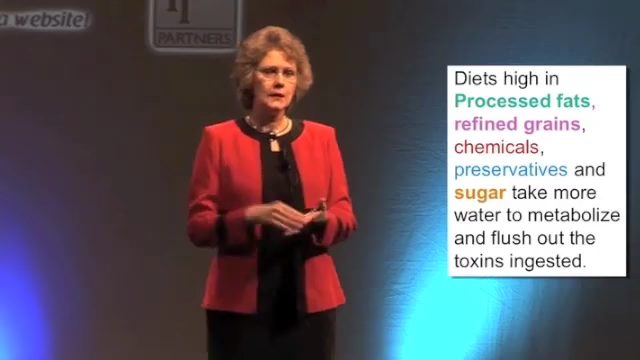 a website!
PARTNERS
Diets high in
Processed fats,
refined grains,
chemicals,
preservatives and
sugar take more
water to metabolize
and flush out the
toxins ingested.